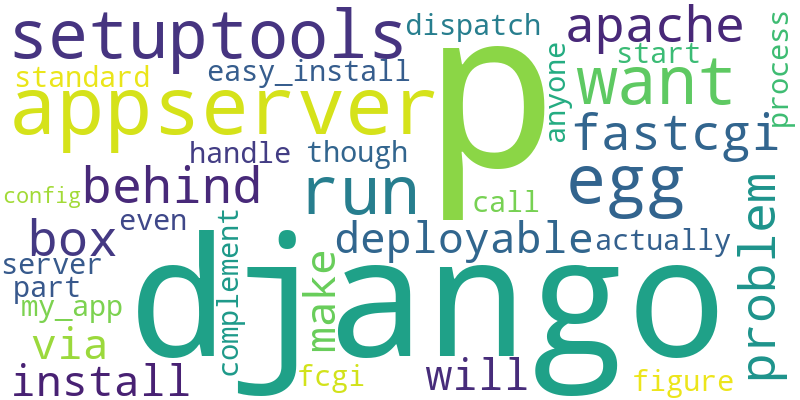 setuptools
dispatch
apache
process
standard
easy_install
p
anyone
start
want
appserver
fastcgi
handle
though
behind
run
egg
config
call
problem
even
box
complement
deployable
actually
server
part
django
my_app
make
via
install
fcgi
will
figure